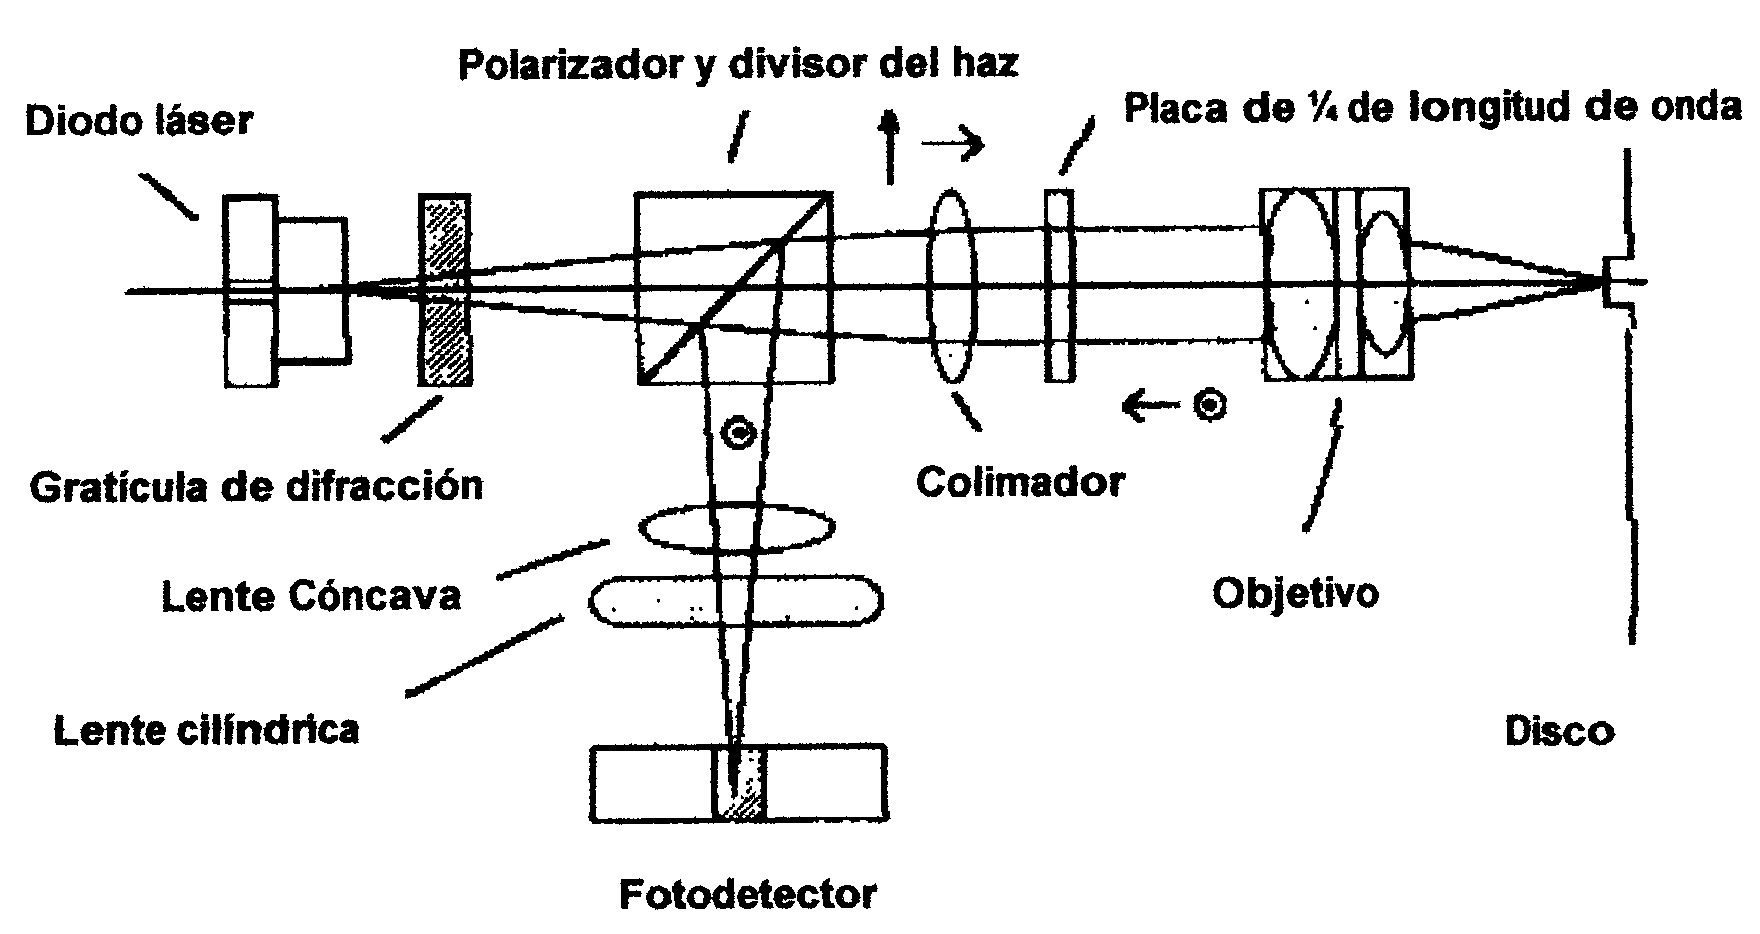 Polarizador y divisor del haz
Diodo láser
Placa de ¼ de longitud de onda
Gratícula de difracción
Colimador
Lente Cóncava
Objetivo
Lente cilíndrica
Disco
Fotodetector